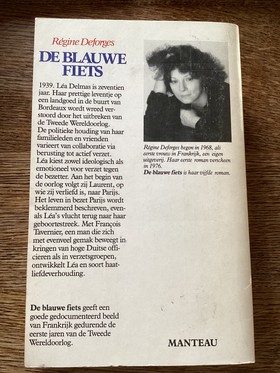 Régine Deforges
DE BLAUWE
FIETS
1939. Léa Delmas is zeventien
jaar. Haar prettige leventje op
een landgoed in de buurt van
Bordeaux wordt wreed ver-
stoord door het uitbreken van
de Tweede Wereldoorlog.
De politieke houding van haar
familieleden en vrienden
varieert van collaboratie via
berusting tot actief verzet.
Léa kiest zowel ideologisch als
emotioneel voor verzet tegen
de bezetter. Aan het begin van
de oorlog volgt zij Laurent, op
wie zij verliefd is, naar Parijs.
Het leven in bezet Parijs wordt
beklemmend beschreven, even-
als Léa's vlucht terug naar haar
geboortestreek. Met François
Tavernier, een man die zich
met evenveel gemak beweegt in
kringen van hoge Duitse offi-
cieren als in verzetsgroepen,
ontwikkelt Léa en soort haat-
liefdeverhouding.
De blauwe fiets geeft een
goede gedocumenteerd beeld
van Frankrijk gedurende de
eerste jaren van de Tweede
Wereldoorlog.
Régine Deforges begon in 1968, als
eerste vrouw in Frankrijk, een eigen
uitgeverij. Haar eerste roman verscheen
in 1976.
De blauwe fiets is haar vijfde roman.
MANTEAU